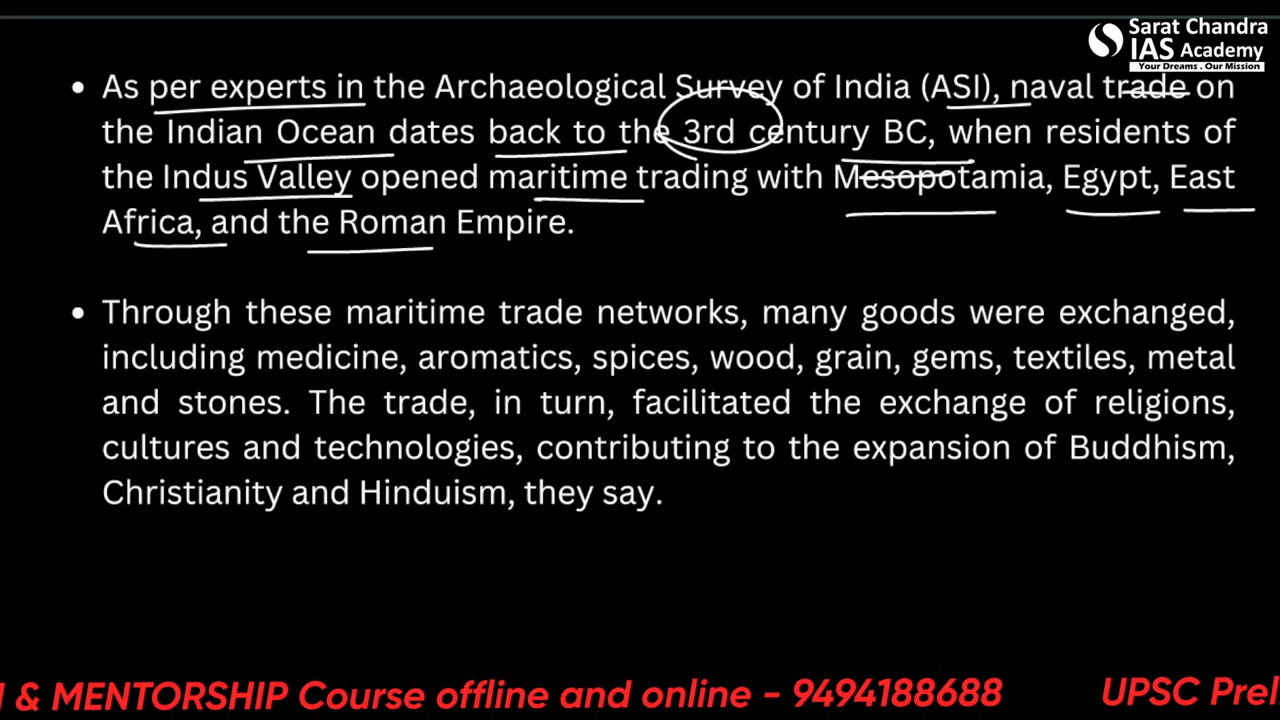 Sarat Chandra
IAS Academy
Your Dreams . Our Mission
• As per experts in the Archaeological Survey of India (ASI), naval trade on
the Indian Ocean dates back to the 3rd century BC, when residents of
the Indus Valley opened maritime trading with Mesopotamia, Egypt, East
Africa, and the Roman Empire.
• Through these maritime trade networks, many goods were exchanged,
including medicine, aromatics, spices, wood, grain, gems, textiles, metal
and stones. The trade, in turn, facilitated the exchange of religions,
cultures and technologies, contributing to the expansion of Buddhism,
Christianity and Hinduism, they say.
& MENTORSHIP Course offline and online - 9494188688 UPSC Prel